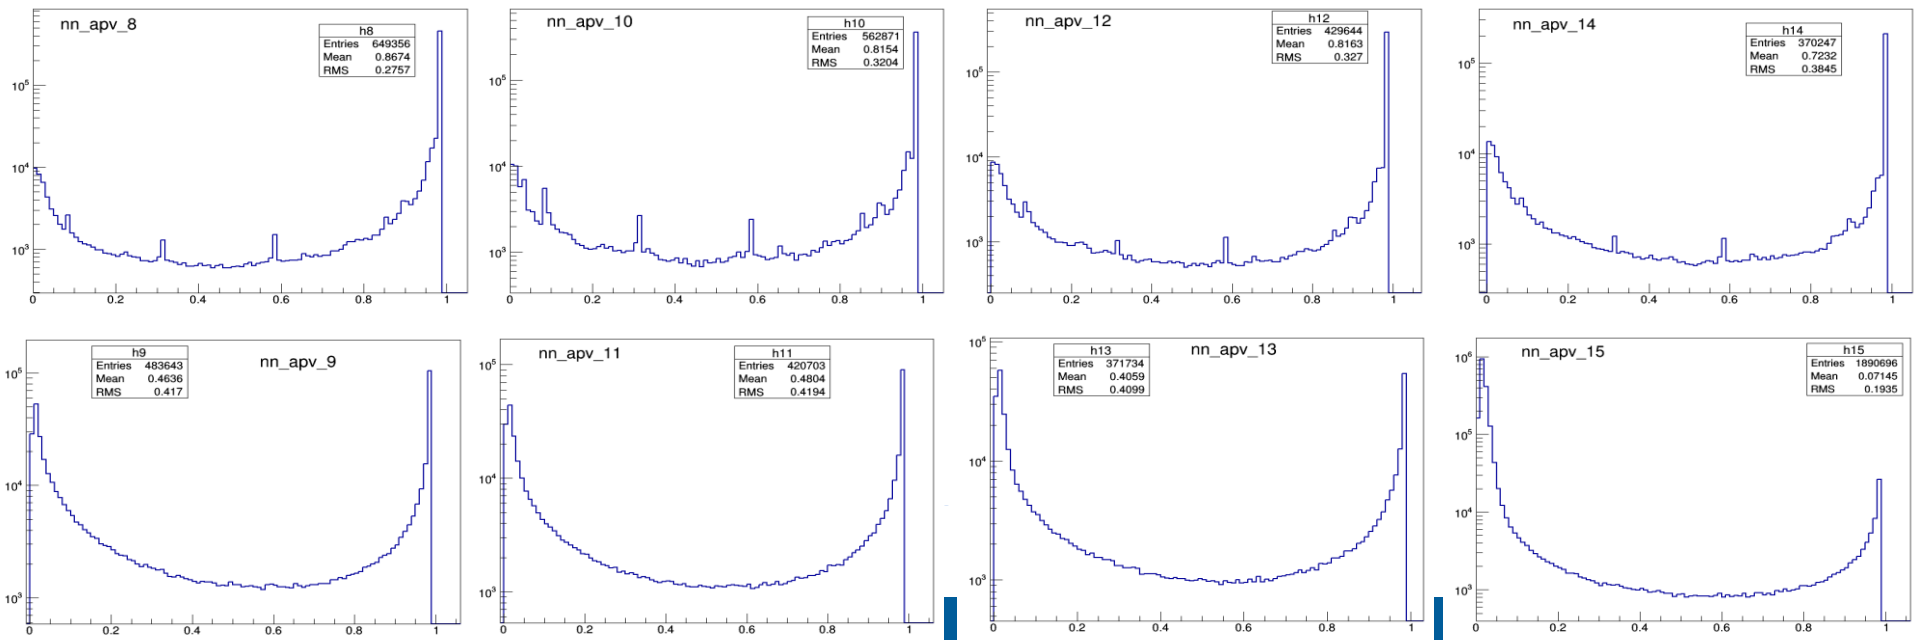 nn_apv_8
h8
Entries 649356
Mean 0.8674
RMS 0.2757
10^5
10^4
10^3
0 0.2 0.4 0.6 0.8 1
nn_apv_10
h10
Entries 562871
Mean 0.8154
RMS 0.3204
10^5
10^4
10^3
0 0.2 0.4 0.6 0.8 1
nn_apv_12
h12
Entries 429644
Mean 0.8163
RMS 0.327
10^5
10^4
10^3
0 0.2 0.4 0.6 0.8 1
nn_apv_14
h14
Entries 370247
Mean 0.7232
RMS 0.3845
10^5
10^4
10^3
0 0.2 0.4 0.6 0.8 1
h9
Entries 483643
Mean 0.4636
RMS 0.417
nn_apv_9
10^5
10^4
10^3
0 0.2 0.4 0.6 0.8 1
nn_apv_11
h11
Entries 420703
Mean 0.4804
RMS 0.4194
10^5
10^4
10^3
0 0.2 0.4 0.6 0.8 1
h13
Entries 371734
Mean 0.4059
RMS 0.4099
nn_apv_13
10^5
10^4
10^3
0 0.2 0.4 0.6 0.8 1
nn_apv_15
h15
Entries 1890696
Mean 0.07145
RMS 0.1935
10^6
10^5
10^4
10^3
0 0.2 0.4 0.6 0.8 1